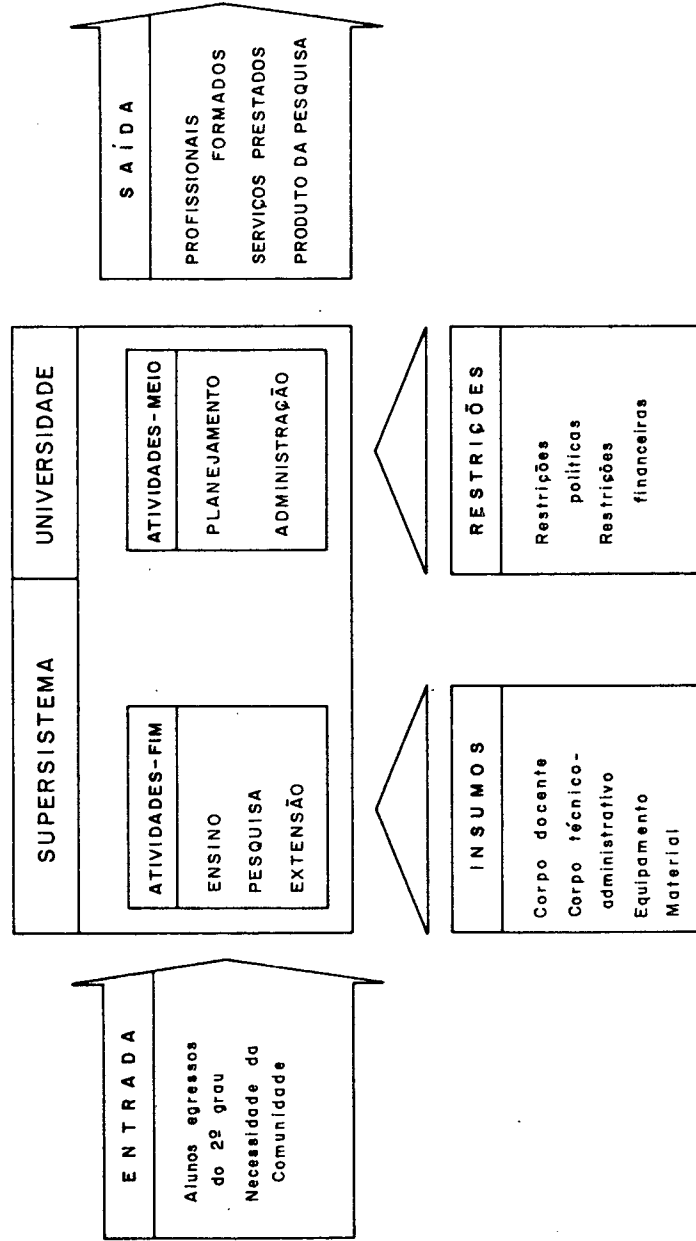 ENTRADA
Alunos egressos
do 2º grau
Necessidade da
Comunidade
SUPERSISTEMA
UNIVERSIDADE
ATIVIDADES-FIM
ENSINO
PESQUISA
EXTENSÃO
ATIVIDADES-MEIO
PLANEJAMENTO
ADMINISTRAÇÃO
SAÍDA
PROFISSIONAIS
FORMADOS
SERVIÇOS PRESTADOS
PRODUTO DA PESQUISA
INSUMOS
Corpo docente
Corpo técnico-
administrativo
Equipamento
Material
RESTRIÇÕES
Restrições
políticas
Restrições
financeiras